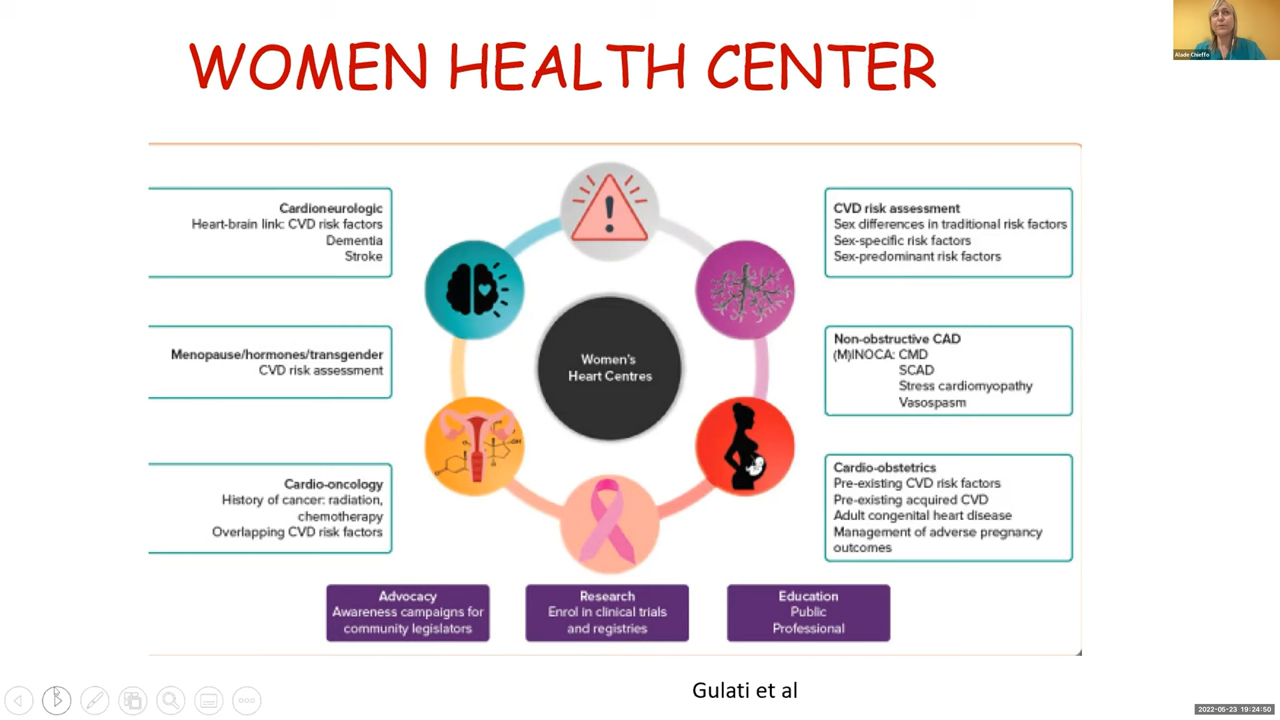 WOMEN HEALTH CENTER
Alade Chieffo
Cardioneurologic
Heart-brain link: CVD risk factors
Dementia
Stroke
Menopause/hormones/transgender
CVD risk assessment
Cardio-oncology
History of cancer: radiation,
chemotherapy
Overlapping CVD risk factors
Women's
Heart Centres
OH
CVD risk assessment
Sex differences in traditional risk factors
Sex-specific risk factors
Sex-predominant risk factors
Non-obstructive CAD
(M)INOCA: CMD
SCAD
Stress cardiomyopathy
Vasospasm
Cardio-obstetrics
Pre-existing CVD risk factors
Pre-existing acquired CVD
Adult congenital heart disease
Management of adverse pregnancy
outcomes
Advocacy
Awareness campaigns for
community legislators
Research
Enrol in clinical trials
and registries
Education
Public
Professional
Gulati et al
2022-05-23 19:24:50